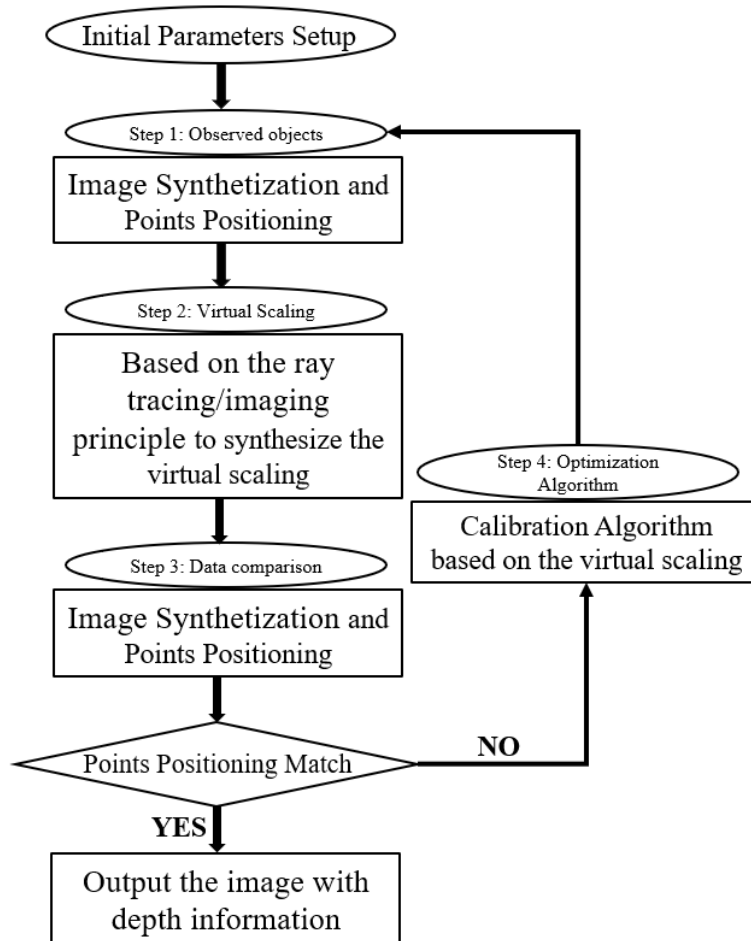 Initial Parameters Setup
Step 1: Observed objects
Image Synthetization and
Points Positioning
Step 2: Virtual Scaling
Based on the ray
tracing/imaging
principle to synthesize the
virtual scaling
Step 3: Data comparison
Image Synthetization and
Points Positioning
Points Positioning Match
NO
YES
Output the image with
depth information
Step 4: Optimization
Algorithm
Calibration Algorithm
based on the virtual scaling